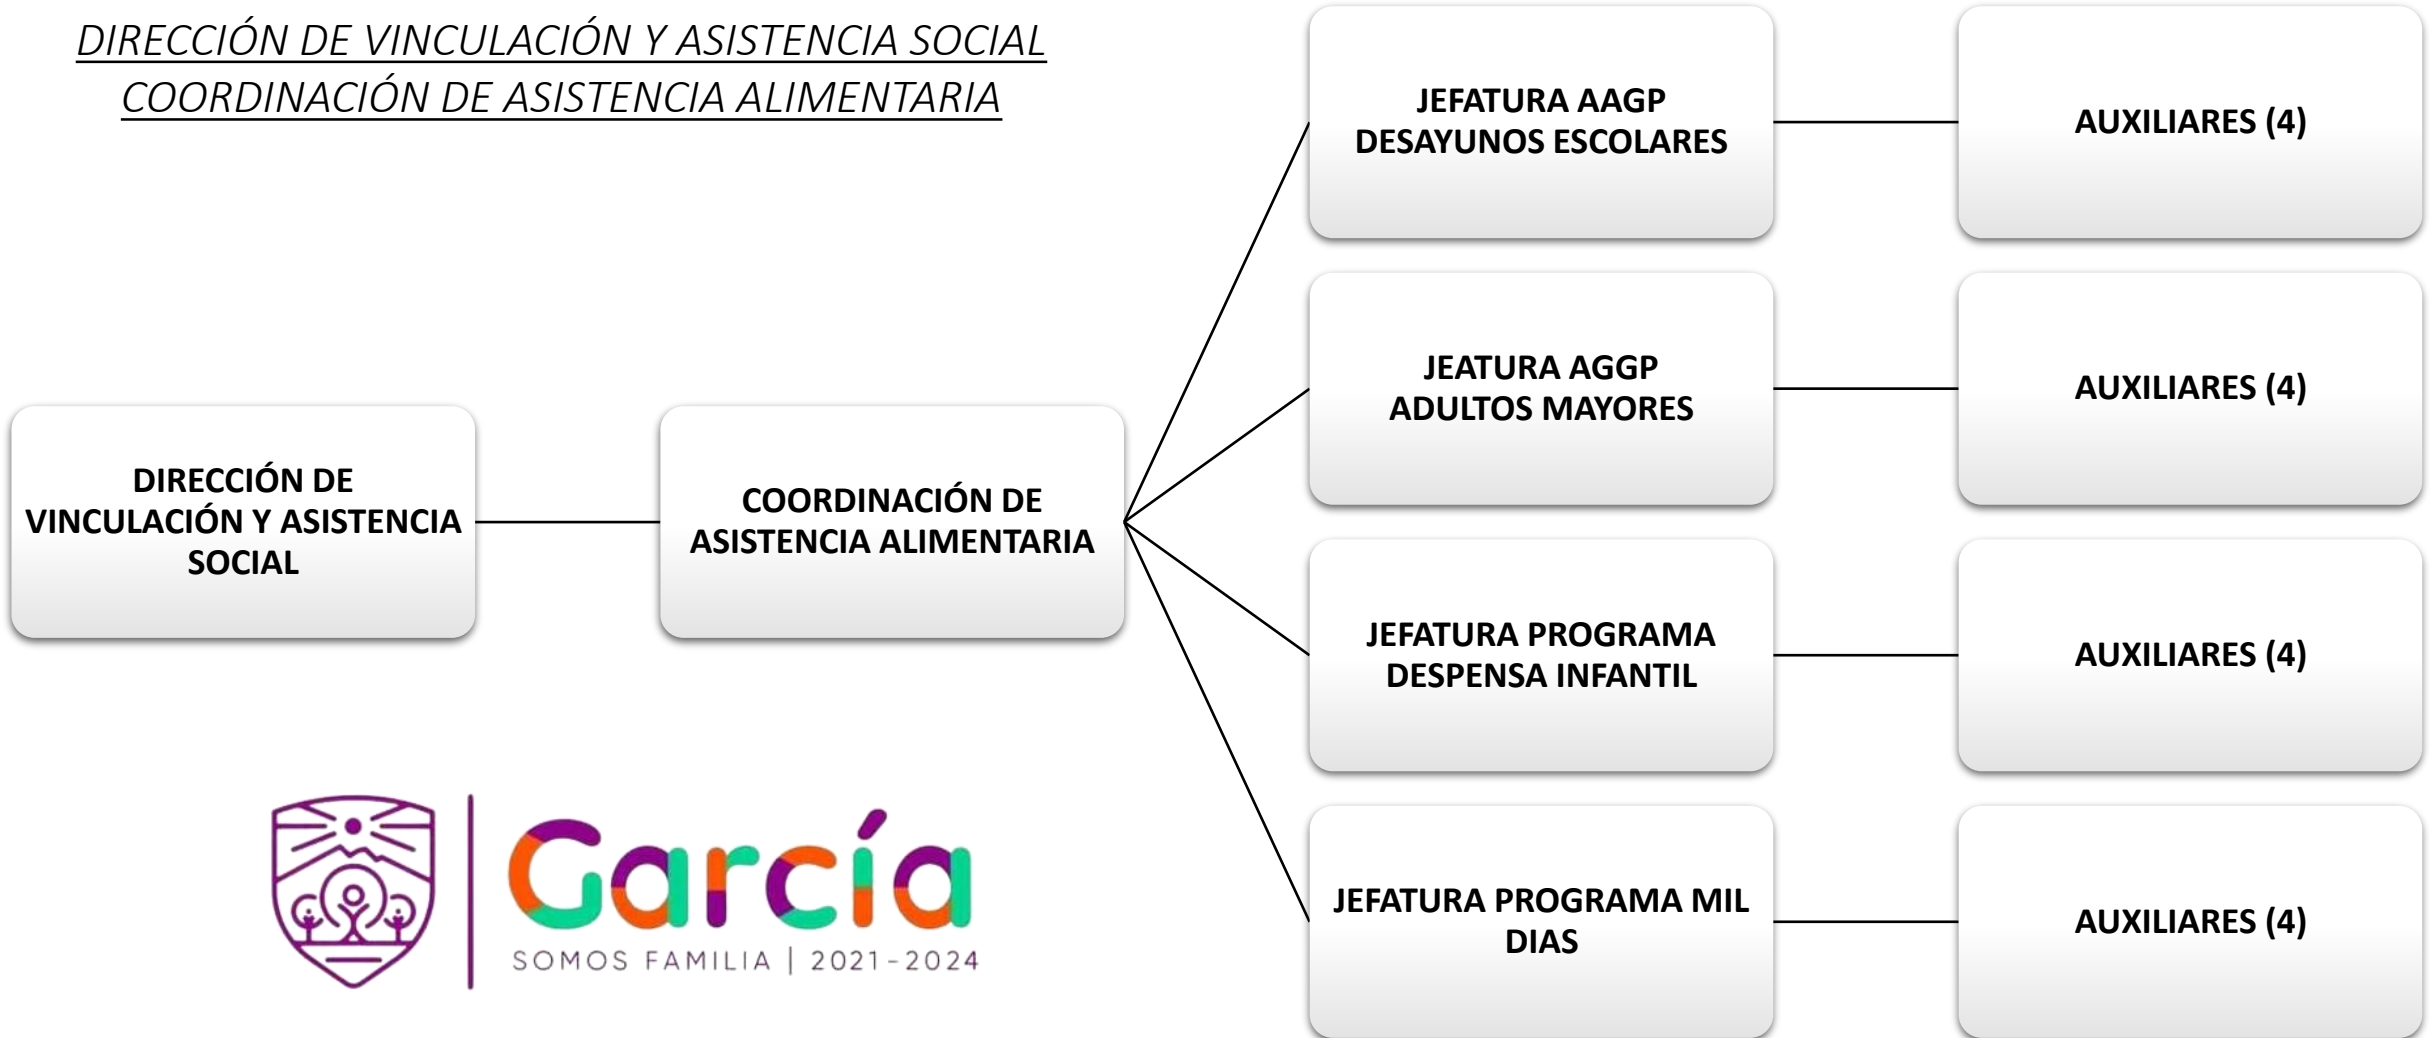 DIRECCIÓN DE VINCULACIÓN Y ASISTENCIA SOCIAL
COORDINACIÓN DE ASISTENCIA ALIMENTARIA
DIRECCIÓN DE
VINCULACIÓN Y ASISTENCIA
SOCIAL
COORDINACIÓN DE
ASISTENCIA ALIMENTARIA
JEFATURA AAGP
DESAYUNOS ESCOLARES
AUXILIARES (4)
JEATURA AGGP
ADULTOS MAYORES
AUXILIARES (4)
JEFATURA PROGRAMA
DESPENSA INFANTIL
AUXILIARES (4)
JEFATURA PROGRAMA MIL
DIAS
AUXILIARES (4)
García
SOMOS FAMILIA | 2021-2024